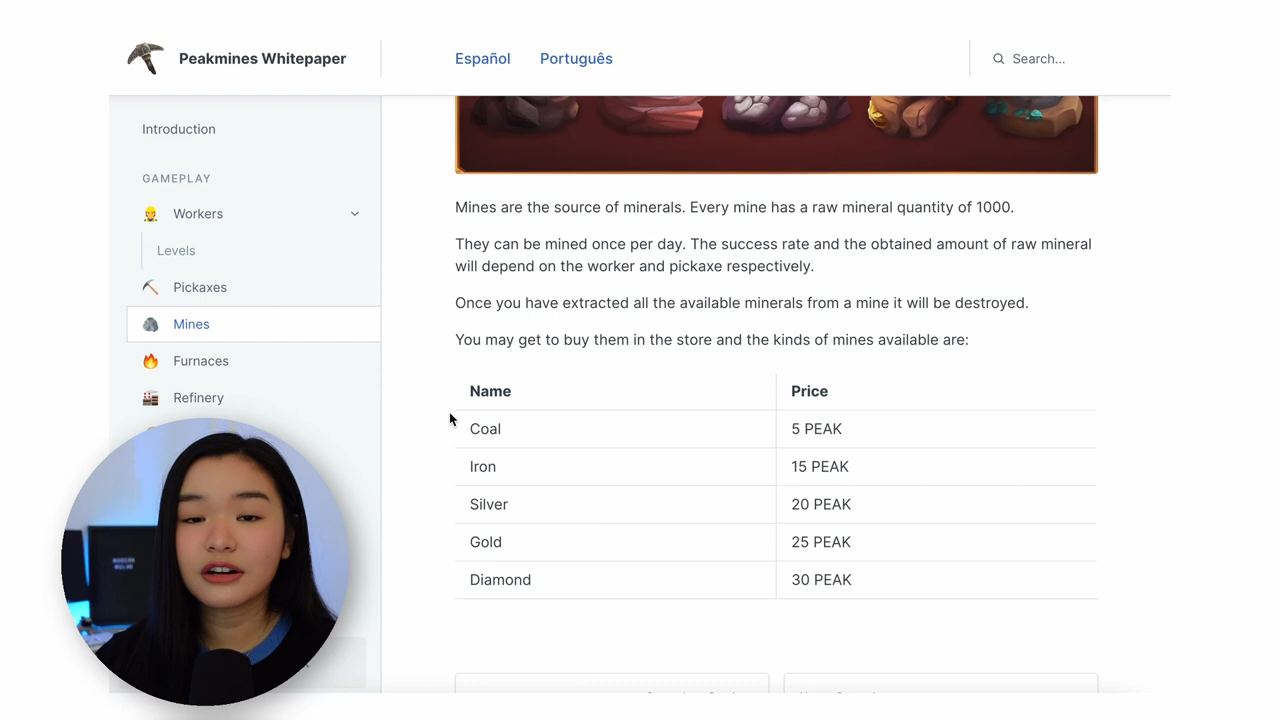 Peakmines Whitepaper
Español
Português
Search...
Introduction
GAMEPLAY
Workers
Levels
Pickaxes
Mines
Furnaces
Refinery
Mines are the source of minerals. Every mine has a raw mineral quantity of 1000.
They can be mined once per day. The success rate and the obtained amount of raw mineral
will depend on the worker and pickaxe respectively.
Once you have extracted all the available minerals from a mine it will be destroyed.
You may get to buy them in the store and the kinds of mines available are:
Name Price
Coal 5 PEAK
Iron 15 PEAK
Silver 20 PEAK
Gold 25 PEAK
Diamond 30 PEAK